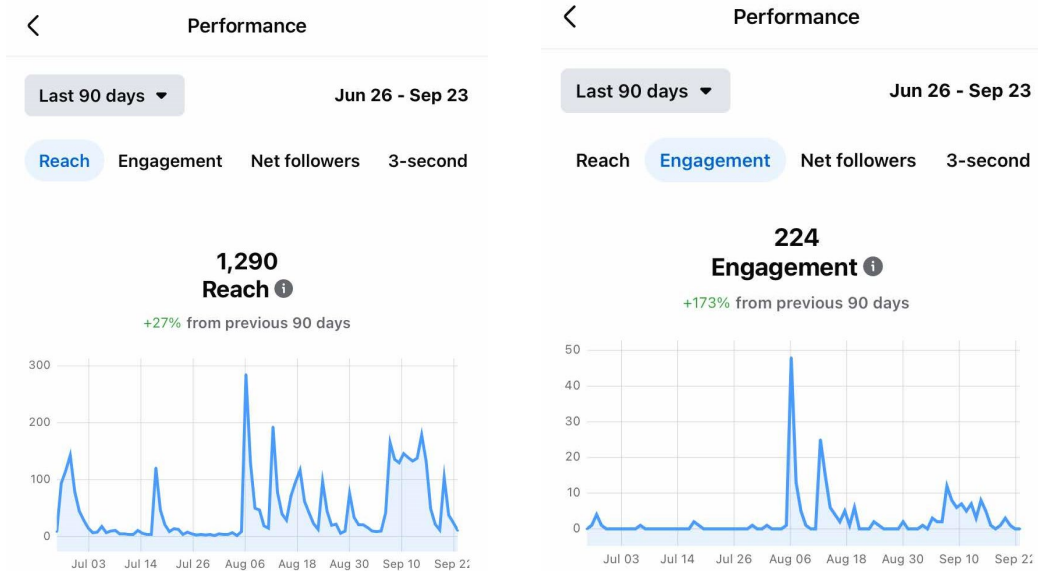 Performance
Last 90 days
Jun 26 - Sep 23
Reach Engagement Net followers 3-second
1,290
Reach
+27% from previous 90 days
300
200
100
0
Jul 03 Jul 14 Jul 26 Aug 06 Aug 18 Aug 30 Sep 10 Sep 22
Performance
Last 90 days
Jun 26 - Sep 23
Reach Engagement Net followers 3-second
224
Engagement
+173% from previous 90 days
50
40
30
20
10
0
Jul 03 Jul 14 Jul 26 Aug 06 Aug 18 Aug 30 Sep 10 Sep 22